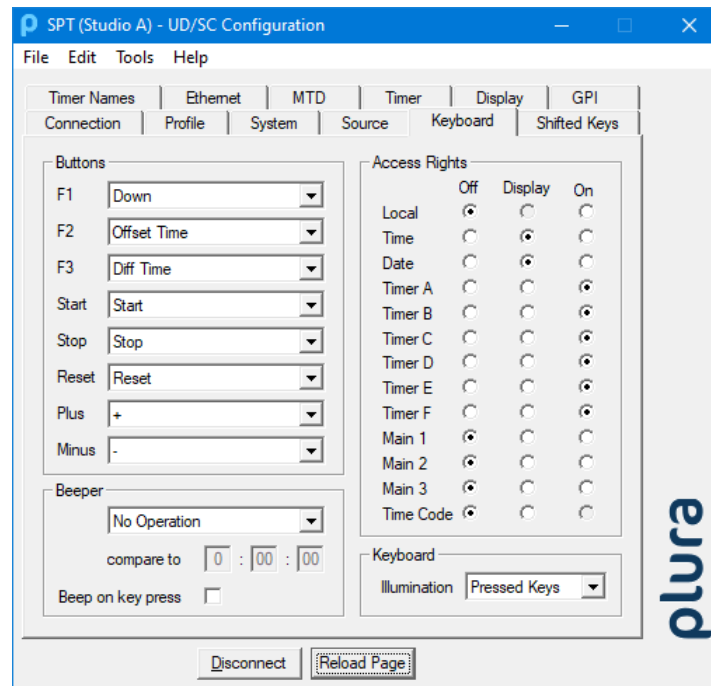 SPT (Studio A) - UD/SC Configuration
File Edit Tools Help
Timer Names Ethernet MTD Timer Display GPI
Connection Profile System Source Keyboard Shifted Keys
Buttons
F1 Down
F2 Offset Time
F3 Diff Time
Start Start
Stop Stop
Reset Reset
Plus +
Minus -
Beeper
No Operation
compare to 0 : 00 : 00
Beep on key press
Access Rights
Off Display On
Local
Time
Date
Timer A
Timer B
Timer C
Timer D
Timer E
Timer F
Main 1
Main 2
Main 3
Time Code
Keyboard
Illumination Pressed Keys
plura
Disconnect Reload Page